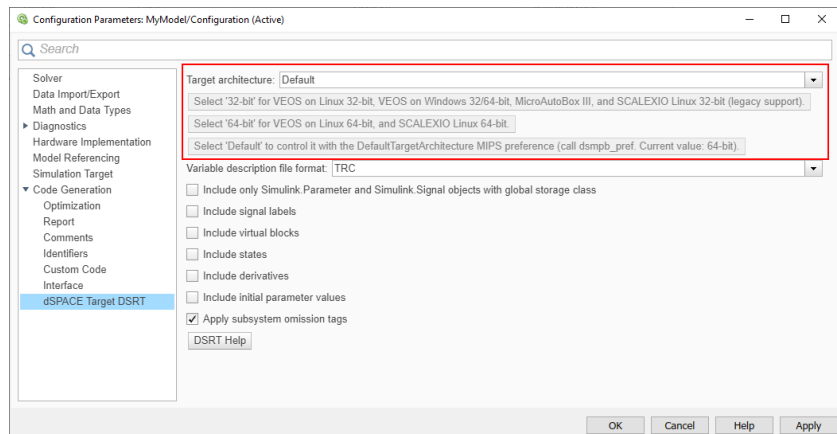 Configuration Parameters: MyModel/Configuration (Active)
Search
Solver
Data Import/Export
Math and Data Types
Diagnostics
Hardware Implementation
Model Referencing
Simulation Target
Code Generation
Optimization
Report
Comments
Identifiers
Custom Code
Interface
dSPACE Target DSRT
Target architecture: Default
Select '32-bit' for VEOS on Linux 32-bit, VEOS on Windows 32/64-bit, MicroAutoBox III, and SCALEXIO Linux 32-bit (legacy support).
Select '64-bit' for VEOS on Linux 64-bit, and SCALEXIO Linux 64-bit.
Select 'Default' to control it with the DefaultTargetArchitecture MIPS preference (call dsmpb_pref. Current value: 64-bit).
Variable description file format: TRC
Include only Simulink.Parameter and Simulink.Signal objects with global storage class
Include signal labels
Include virtual blocks
Include states
Include derivatives
Include initial parameter values
Apply subsystem omission tags
DSRT Help
OK Cancel Help Apply